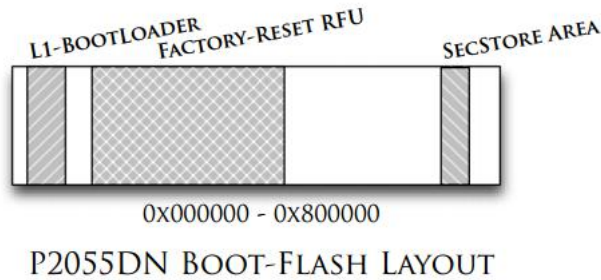 L1-BootLoader
Factory-Reset RFU
SecStore Area
0x000000 - 0x800000
P2055DN Boot-Flash Layout